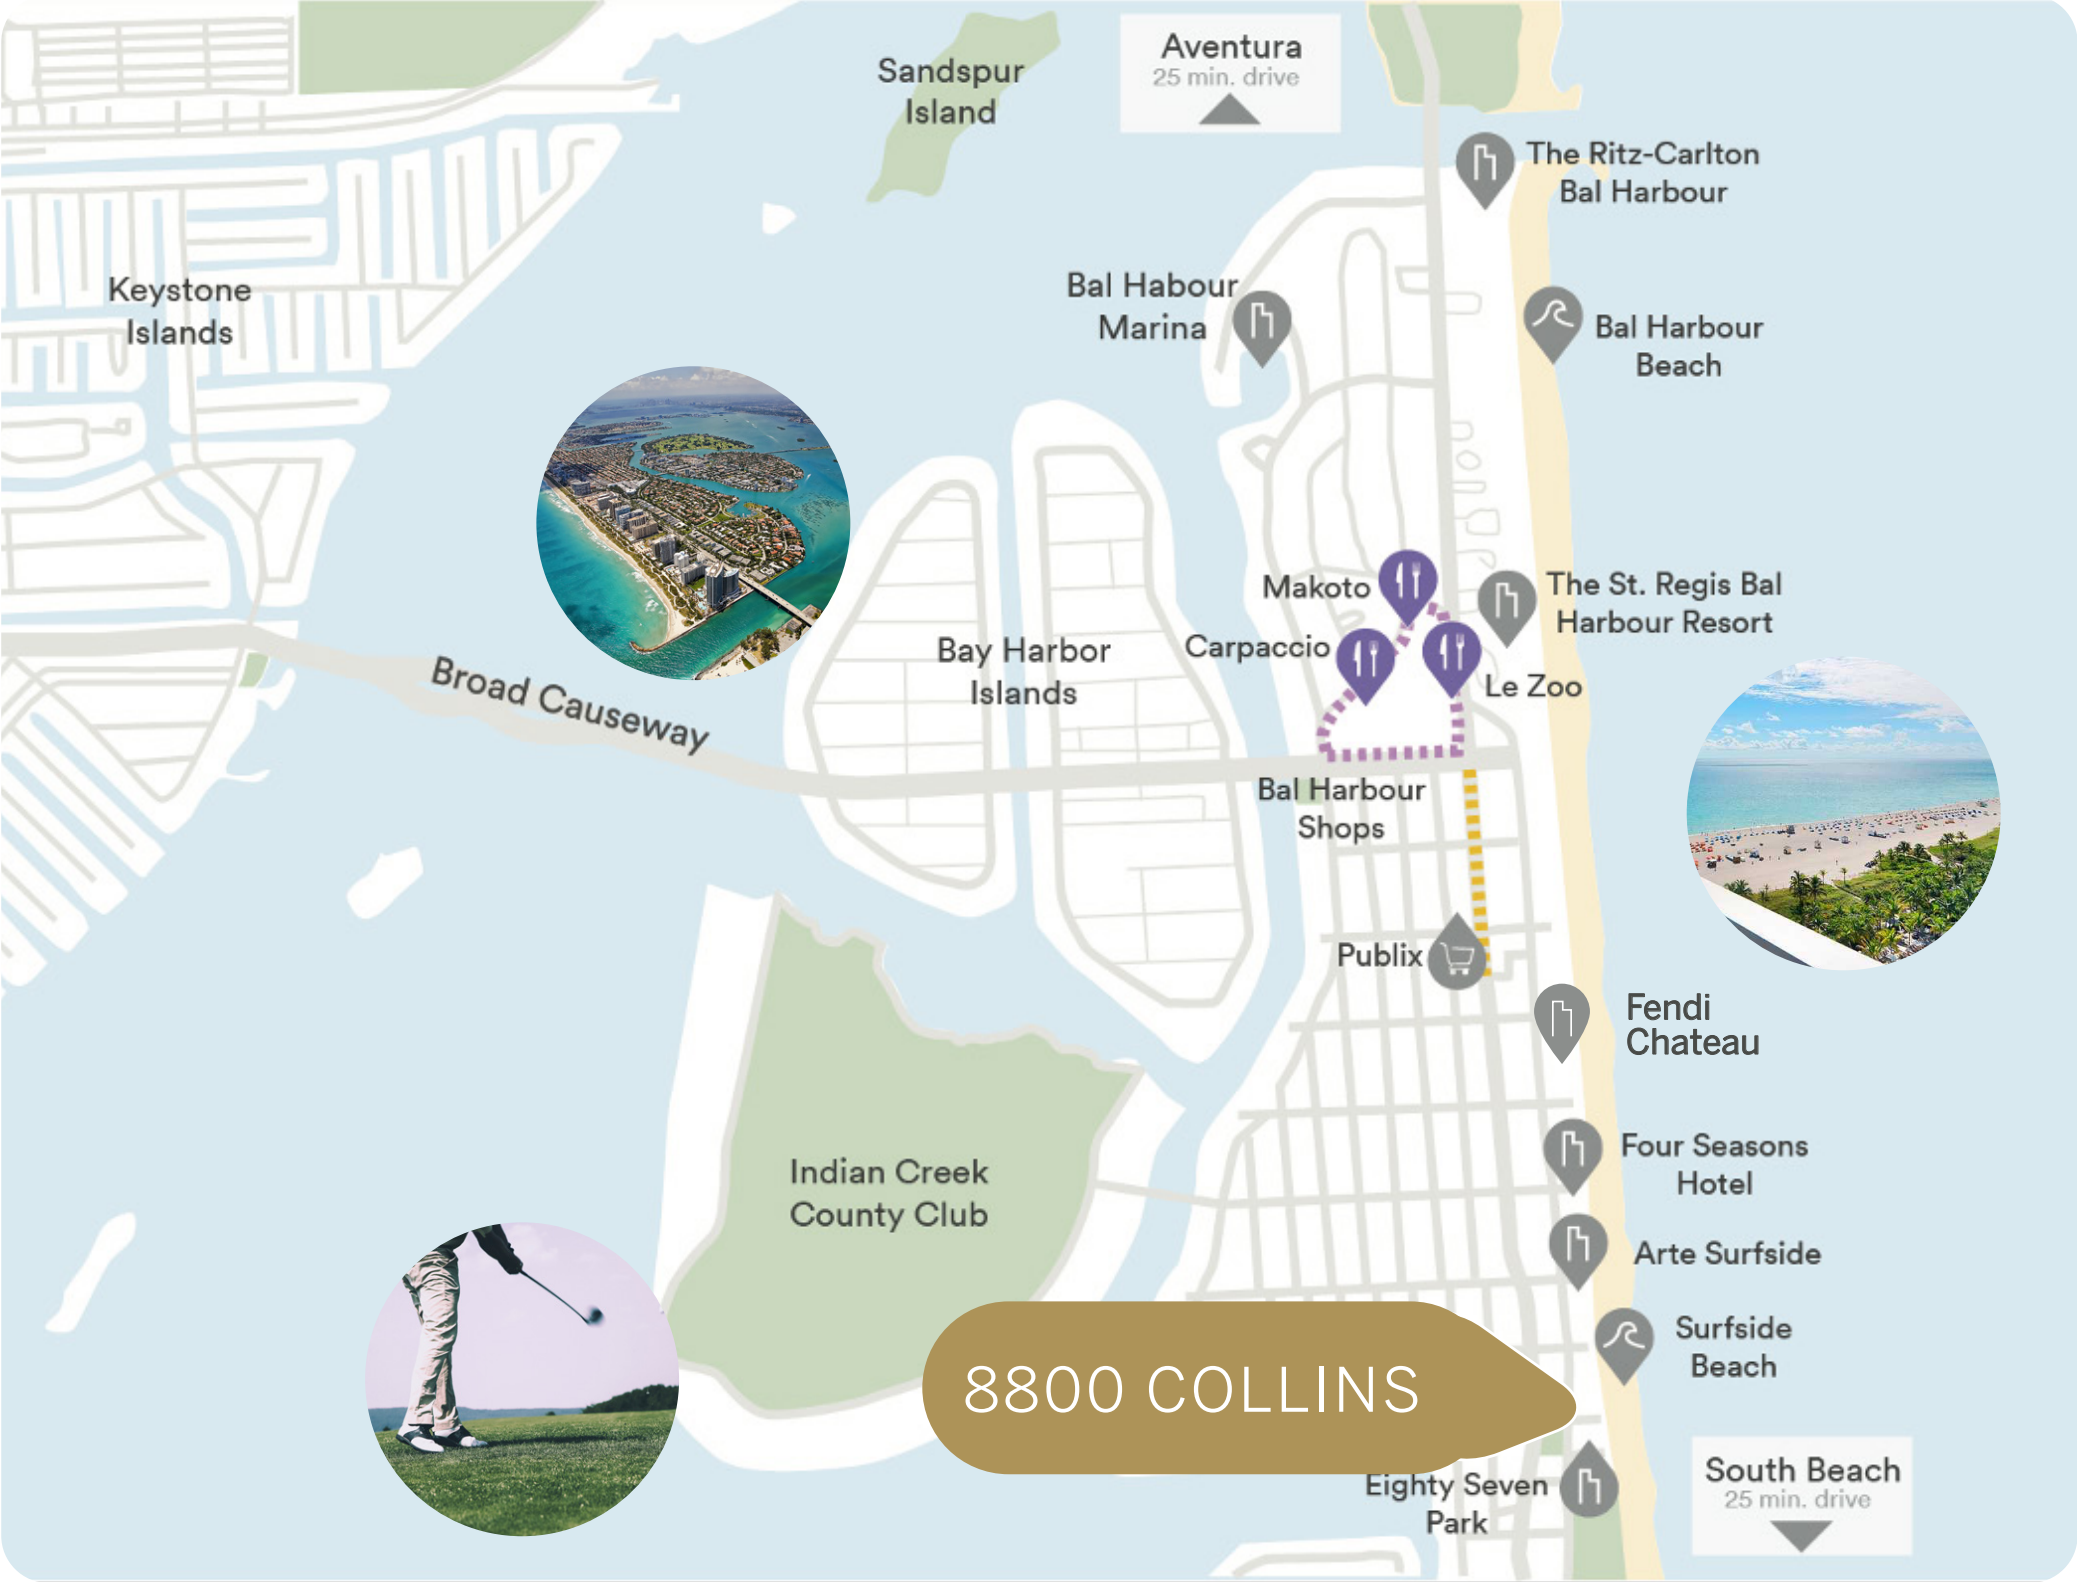 Aventura
25 min. drive
Sandspur
Island
The Ritz-Carlton
Bal Harbour
Keystone
Islands
Bal Habour
Marina
Bal Harbour
Beach
Makoto
The St. Regis Bal
Harbour Resort
Carpaccio
Le Zoo
Bay Harbor
Islands
Broad Causeway
Bal Harbour
Shops
Publix
Fendi
Chateau
Indian Creek
County Club
Four Seasons
Hotel
Arte Surfside
Surfside
Beach
8800 COLLINS
Eighty Seven
Park
South Beach
25 min. drive